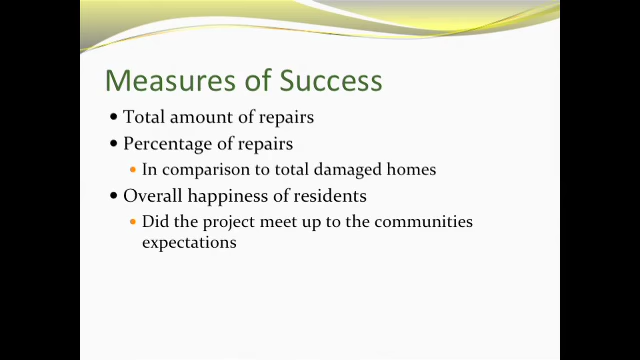 Measures of Success
• Total amount of repairs
• Percentage of repairs
• In comparison to total damaged homes
• Overall happiness of residents
• Did the project meet up to the communities
expectations